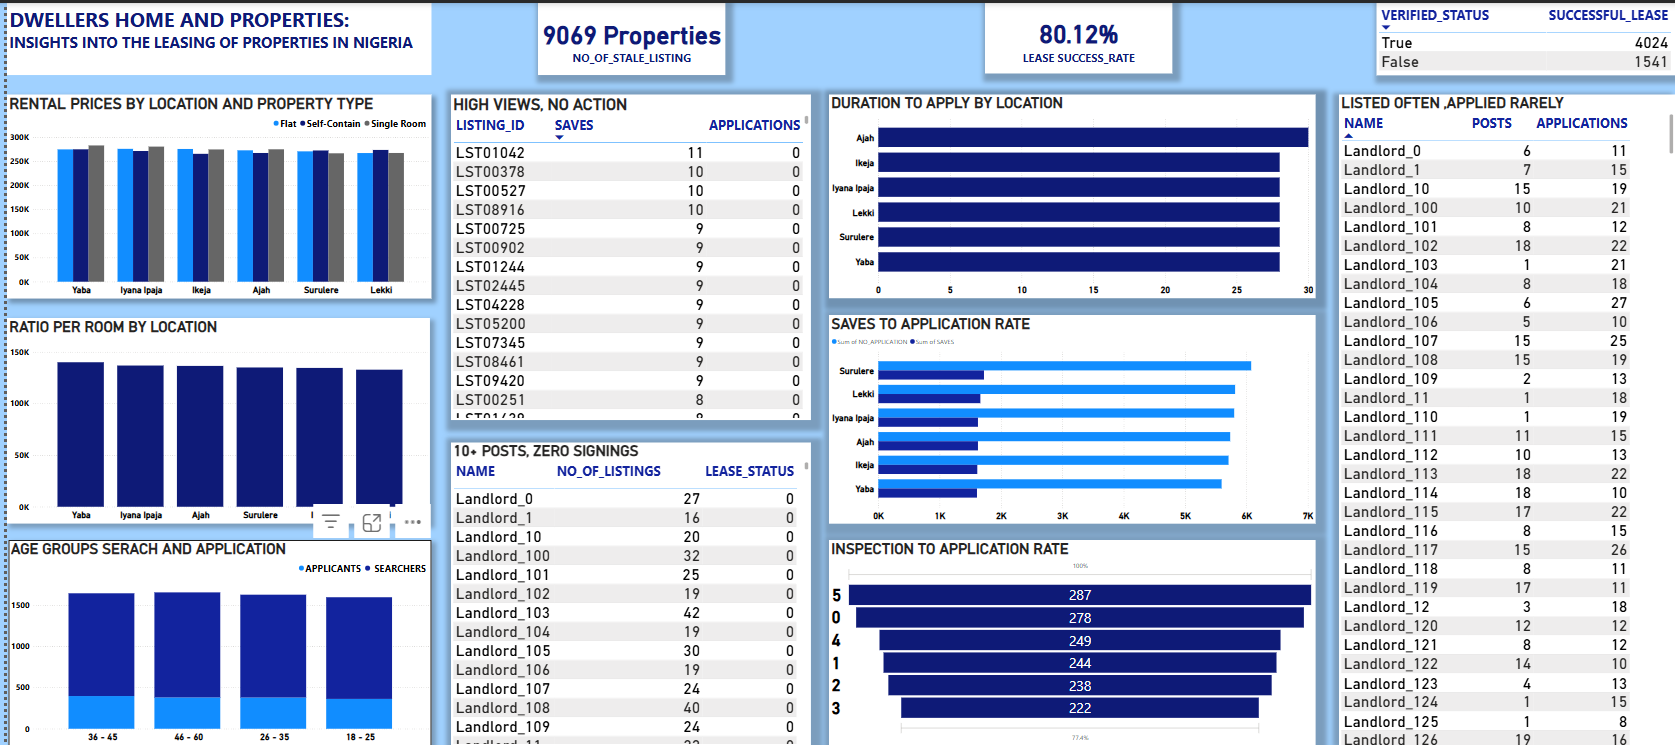 DWELLERS HOME AND PROPERTIES:
INSIGHTS INTO THE LEASING OF PROPERTIES IN NIGERIA
9069 Properties
NO_OF_STALE_LISTING
80.12%
LEASE SUCCESS_RATE
VERIFIED_STATUS SUCCESSFUL_LEASE
True 4024
False 1541
RENTAL PRICES BY LOCATION AND PROPERTY TYPE
Flat Self-Contain Single Room
300K
250K
200K
150K
100K
50K
0K
Yaba Iyana Ipaja Ikeja Ajah Surulere Lekki
RATIO PER ROOM BY LOCATION
150K
100K
50K
0K
Yaba Iyana Ipaja Ajah Surulere
AGE GROUPS SERACH AND APPLICATION
APPLICANTS SEARCHERS
1500
1000
500
0
36 - 45 46 - 60 26 - 35 18 - 25
HIGH VIEWS, NO ACTION
LISTING_ID SAVES APPLICATIONS
LST01042 11 0
LST00378 10 0
LST00527 10 0
LST08916 10 0
LST00725 9 0
LST00902 9 0
LST01244 9 0
LST02445 9 0
LST04228 9 0
LST05200 9 0
LST07345 9 0
LST08461 9 0
LST09420 9 0
LST00251 8 0
10+ POSTS, ZERO SIGNINGS
NAME NO_OF_LISTINGS LEASE_STATUS
Landlord_0 27 0
Landlord_1 16 0
Landlord_10 20 0
Landlord_100 32 0
Landlord_101 25 0
Landlord_102 19 0
Landlord_103 42 0
Landlord_104 19 0
Landlord_105 30 0
Landlord_106 19 0
Landlord_107 24 0
Landlord_108 40 0
Landlord_109 24 0
DURATION TO APPLY BY LOCATION
Ajah
Ikeja
Iyana Ipaja
Lekki
Surulere
Yaba
0 5 10 15 20 25 30
SAVES TO APPLICATION RATE
Sum of NO_APPLICATION Sum of SAVES
Surulere
Lekki
Iyana Ipaja
Ajah
Ikeja
Yaba
0K 1K 2K 3K 4K 5K 6K 7K
INSPECTION TO APPLICATION RATE
100%
5 287
0 278
4 249
1 244
2 238
3 222
77.4%
LISTED OFTEN ,APPLIED RARELY
NAME POSTS APPLICATIONS
Landlord_0 6 11
Landlord_1 7 15
Landlord_10 15 19
Landlord_100 10 21
Landlord_101 8 12
Landlord_102 18 22
Landlord_103 1 21
Landlord_104 8 18
Landlord_105 6 27
Landlord_106 5 10
Landlord_107 15 25
Landlord_108 15 19
Landlord_109 2 13
Landlord_11 1 18
Landlord_110 1 19
Landlord_111 11 15
Landlord_112 10 13
Landlord_113 18 22
Landlord_114 18 10
Landlord_115 17 22
Landlord_116 8 15
Landlord_117 15 26
Landlord_118 8 11
Landlord_119 17 11
Landlord_12 3 18
Landlord_120 12 12
Landlord_121 8 12
Landlord_122 14 10
Landlord_123 4 13
Landlord_124 1 15
Landlord_125 1 8
Landlord_126 19 16